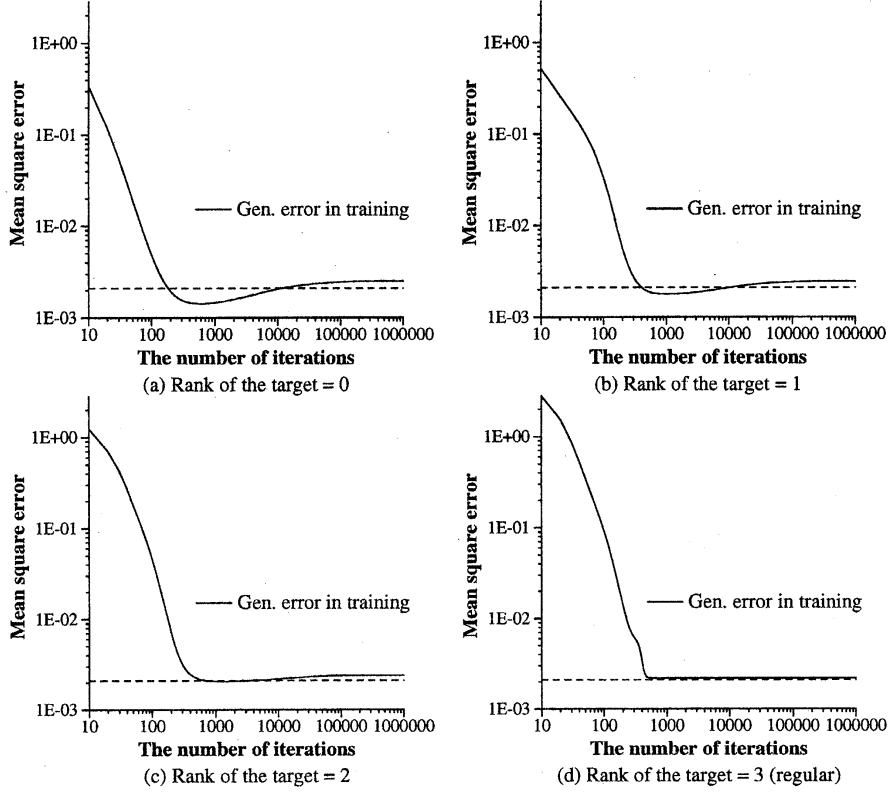 Mean square error
1E+00
1E-01
1E-02
1E-03
Gen. error in training
10 100 1000 10000 100000 1000000
The number of iterations
(a) Rank of the target = 0
Mean square error
1E+00
1E-01
1E-02
1E-03
Gen. error in training
10 100 1000 10000 100000 1000000
The number of iterations
(b) Rank of the target = 1
Mean square error
1E+00
1E-01
1E-02
1E-03
Gen. error in training
10 100 1000 10000 100000 1000000
The number of iterations
(c) Rank of the target = 2
Mean square error
1E+00
1E-01
1E-02
1E-03
Gen. error in training
10 100 1000 10000 100000 1000000
The number of iterations
(d) Rank of the target = 3 (regular)